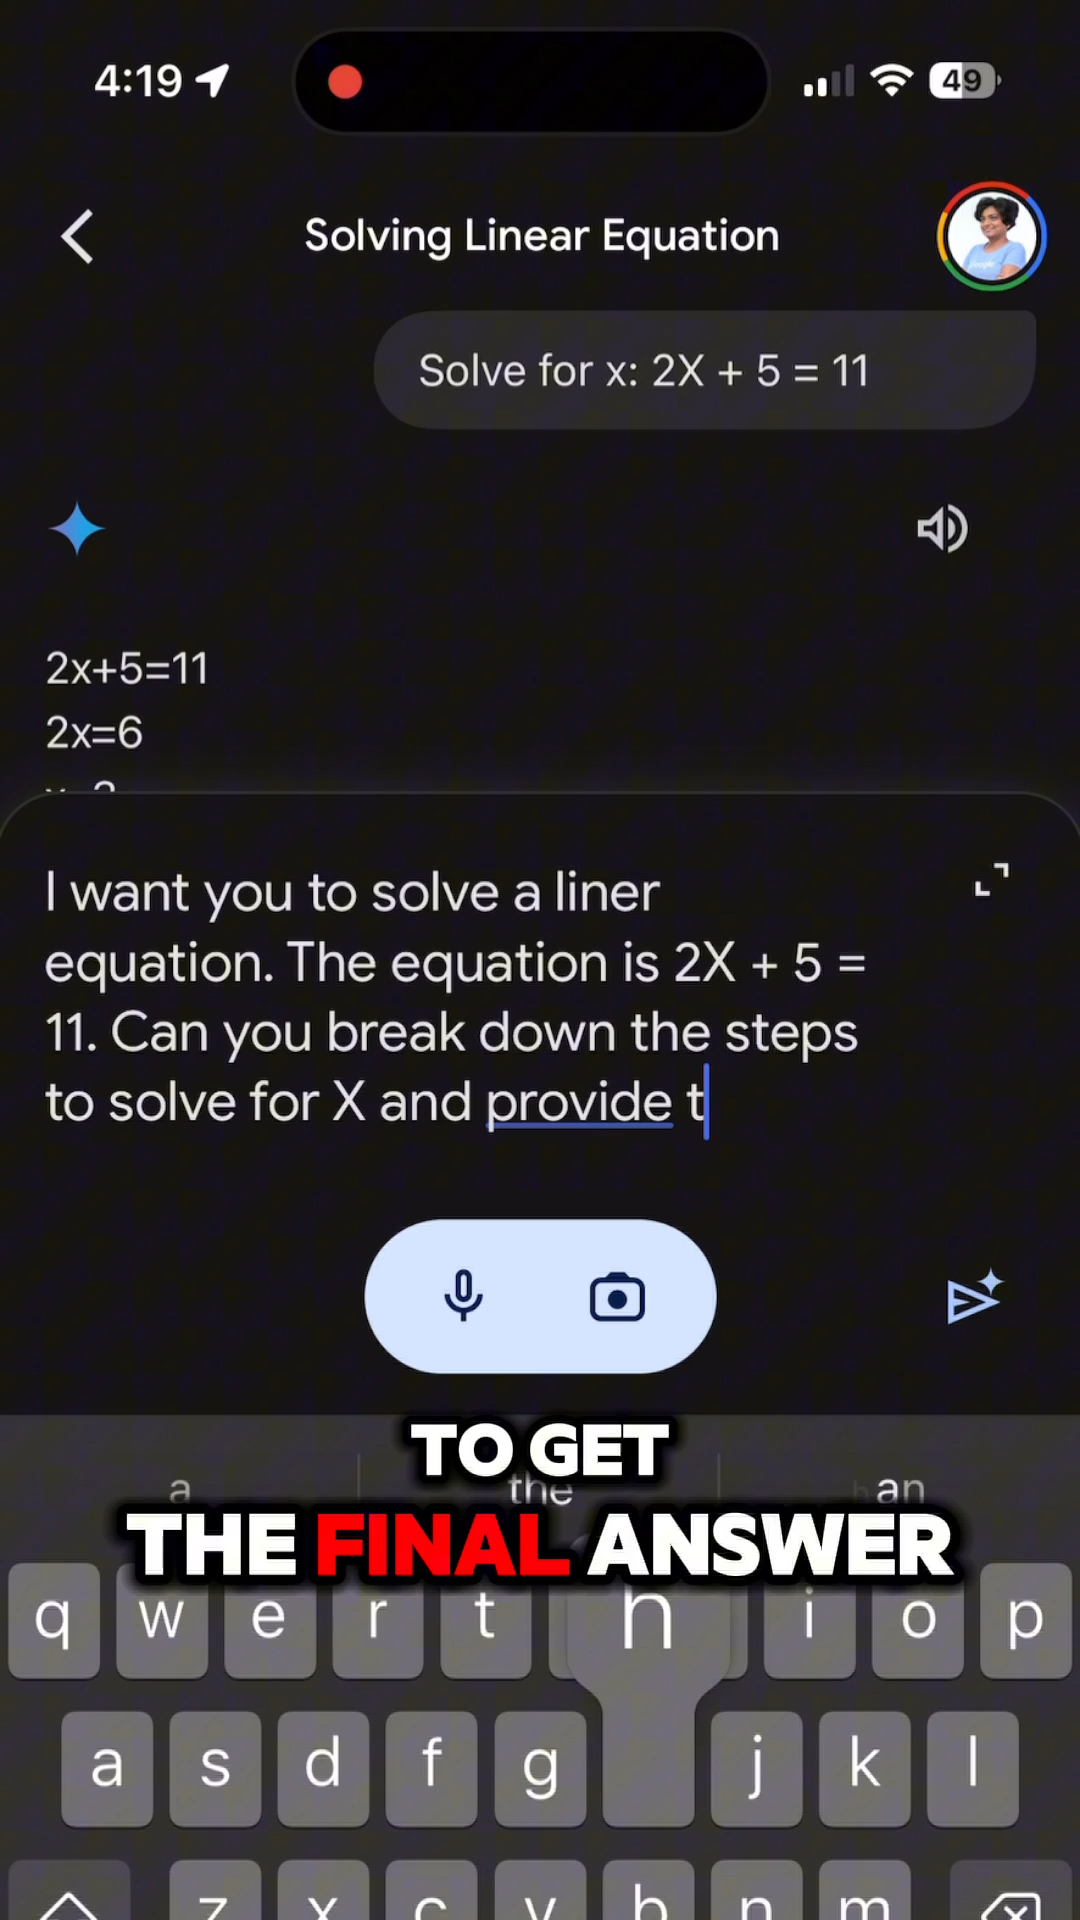 4:19
49
Solving Linear Equation
Solve for x: 2X + 5 = 11
2x+5=11
2x=6
I want you to solve a liner
equation. The equation is 2X + 5 =
11. Can you break down the steps
to solve for X and provide t
TO GET
a the an
THE FINAL ANSWER
q w e r t h i o p
a s d f g j k l
z x c v b n m